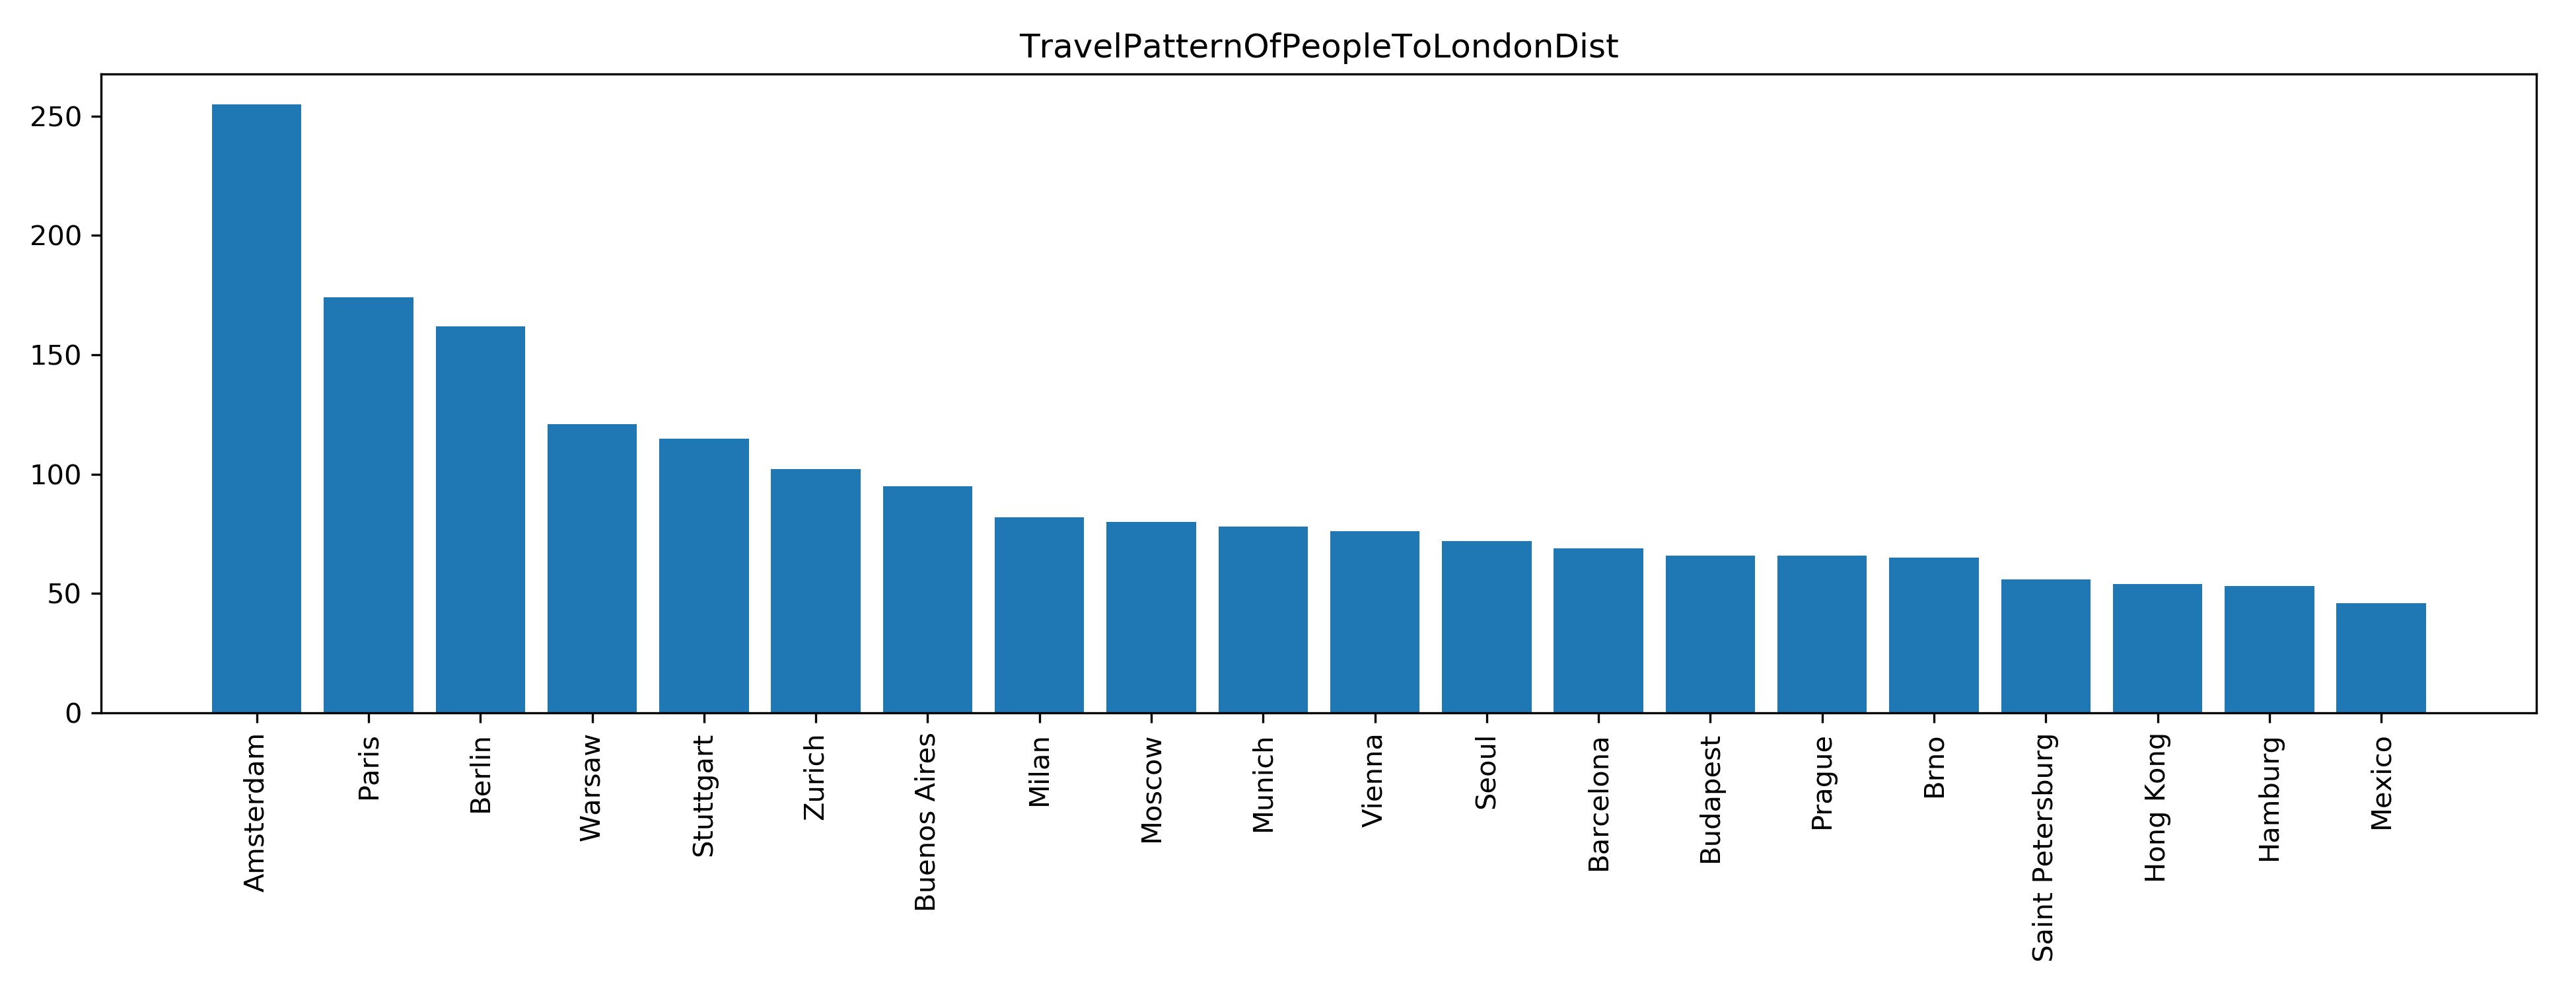 TravelPatternOfPeopleToLondonDist
250
200
150
100
50
0
Amsterdam
Paris
Berlin
Warsaw
Stuttgart
Zurich
Buenos Aires
Milan
Moscow
Munich
Vienna
Seoul
Barcelona
Budapest
Prague
Brno
Saint Petersburg
Hong Kong
Hamburg
Mexico